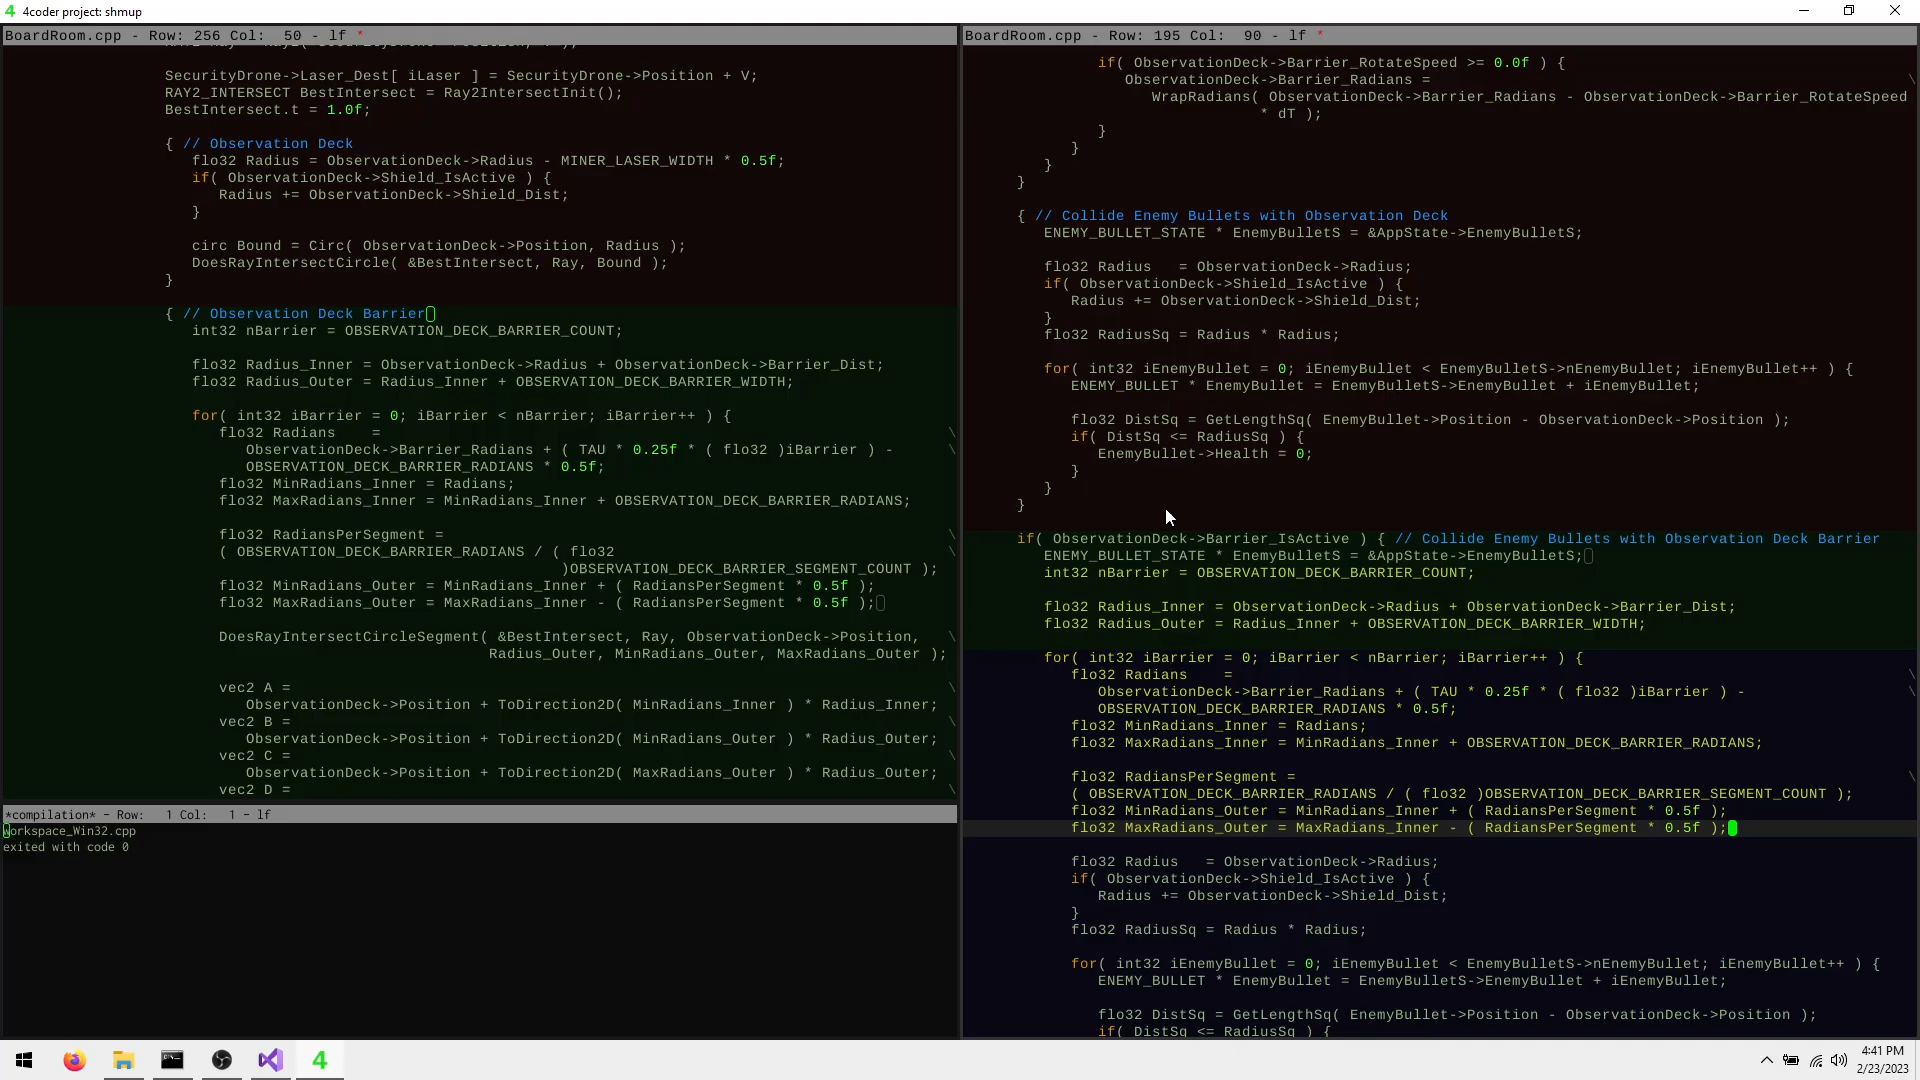 4 4coder project: shmup
BoardRoom.cpp - Row: 256 Col:  50 - lf *
SecurityDrone->Laser_Dest[ iLaser ] = SecurityDrone->Position + V;
RAY2_INTERSECT BestIntersect = Ray2IntersectInit();
BestIntersect.t = 1.0f;
{ // Observation Deck
flo32 Radius = ObservationDeck->Radius - MINER_LASER_WIDTH * 0.5f;
if( ObservationDeck->Shield_IsActive ) {
Radius += ObservationDeck->Shield_Dist;
}
circ Bound = Circ( ObservationDeck->Position, Radius );
DoesRayIntersectCircle( &BestIntersect, Ray, Bound );
}
{ // Observation Deck Barrier
int32 nBarrier = OBSERVATION_DECK_BARRIER_COUNT;
flo32 Radius_Inner = ObservationDeck->Radius + ObservationDeck->Barrier_Dist;
flo32 Radius_Outer = Radius_Inner + OBSERVATION_DECK_BARRIER_WIDTH;
for( int32 iBarrier = 0; iBarrier < nBarrier; iBarrier++ ) {
flo32 Radians    = \
ObservationDeck->Barrier_Radians + ( TAU * 0.25f * ( flo32 )iBarrier ) - \
OBSERVATION_DECK_BARRIER_RADIANS * 0.5f;
flo32 MinRadians_Inner = Radians;
flo32 MaxRadians_Inner = MinRadians_Inner + OBSERVATION_DECK_BARRIER_RADIANS;
flo32 RadiansPerSegment = \
( OBSERVATION_DECK_BARRIER_RADIANS / ( flo32 \
)OBSERVATION_DECK_BARRIER_SEGMENT_COUNT );
flo32 MinRadians_Outer = MinRadians_Inner + ( RadiansPerSegment * 0.5f );
flo32 MaxRadians_Outer = MaxRadians_Inner - ( RadiansPerSegment * 0.5f );
DoesRayIntersectCircleSegment( &BestIntersect, Ray, ObservationDeck->Position, \
Radius_Outer, MinRadians_Outer, MaxRadians_Outer );
vec2 A = \
ObservationDeck->Position + ToDirection2D( MinRadians_Inner ) * Radius_Inner;
vec2 B = \
ObservationDeck->Position + ToDirection2D( MinRadians_Outer ) * Radius_Outer;
vec2 C = \
ObservationDeck->Position + ToDirection2D( MaxRadians_Outer ) * Radius_Outer;
vec2 D = \
*compilation* - Row:   1 Col:   1 - lf
Workspace_Win32.cpp
exited with code 0
BoardRoom.cpp - Row: 195 Col:  90 - lf *
if( ObservationDeck->Barrier_RotateSpeed >= 0.0f ) {
ObservationDeck->Barrier_Radians = \
WrapRadians( ObservationDeck->Barrier_Radians - ObservationDeck->Barrier_RotateSpeed
* dT );
}
}
}
}
{ // Collide Enemy Bullets with Observation Deck
ENEMY_BULLET_STATE * EnemyBulletS = &AppState->EnemyBulletS;
flo32 Radius   = ObservationDeck->Radius;
if( ObservationDeck->Shield_IsActive ) {
Radius += ObservationDeck->Shield_Dist;
}
flo32 RadiusSq = Radius * Radius;
for( int32 iEnemyBullet = 0; iEnemyBullet < EnemyBulletS->nEnemyBullet; iEnemyBullet++ ) {
ENEMY_BULLET * EnemyBullet = EnemyBulletS->EnemyBullet + iEnemyBullet;
flo32 DistSq = GetLengthSq( EnemyBullet->Position - ObservationDeck->Position );
if( DistSq <= RadiusSq ) {
EnemyBullet->Health = 0;
}
}
}
if( ObservationDeck->Barrier_IsActive ) { // Collide Enemy Bullets with Observation Deck Barrier
ENEMY_BULLET_STATE * EnemyBulletS = &AppState->EnemyBulletS;
int32 nBarrier = OBSERVATION_DECK_BARRIER_COUNT;
flo32 Radius_Inner = ObservationDeck->Radius + ObservationDeck->Barrier_Dist;
flo32 Radius_Outer = Radius_Inner + OBSERVATION_DECK_BARRIER_WIDTH;
for( int32 iBarrier = 0; iBarrier < nBarrier; iBarrier++ ) {
flo32 Radians    = \
ObservationDeck->Barrier_Radians + ( TAU * 0.25f * ( flo32 )iBarrier ) - \
OBSERVATION_DECK_BARRIER_RADIANS * 0.5f;
flo32 MinRadians_Inner = Radians;
flo32 MaxRadians_Inner = MinRadians_Inner + OBSERVATION_DECK_BARRIER_RADIANS;
flo32 RadiansPerSegment = \
( OBSERVATION_DECK_BARRIER_RADIANS / ( flo32 )OBSERVATION_DECK_BARRIER_SEGMENT_COUNT );
flo32 MinRadians_Outer = MinRadians_Inner + ( RadiansPerSegment * 0.5f );
flo32 MaxRadians_Outer = MaxRadians_Inner - ( RadiansPerSegment * 0.5f );
flo32 Radius   = ObservationDeck->Radius;
if( ObservationDeck->Shield_IsActive ) {
Radius += ObservationDeck->Shield_Dist;
}
flo32 RadiusSq = Radius * Radius;
for( int32 iEnemyBullet = 0; iEnemyBullet < EnemyBulletS->nEnemyBullet; iEnemyBullet++ ) {
ENEMY_BULLET * EnemyBullet = EnemyBulletS->EnemyBullet + iEnemyBullet;
flo32 DistSq = GetLengthSq( EnemyBullet->Position - ObservationDeck->Position );
if( DistSq <= RadiusSq ) {
4
4:41 PM
2/23/2023